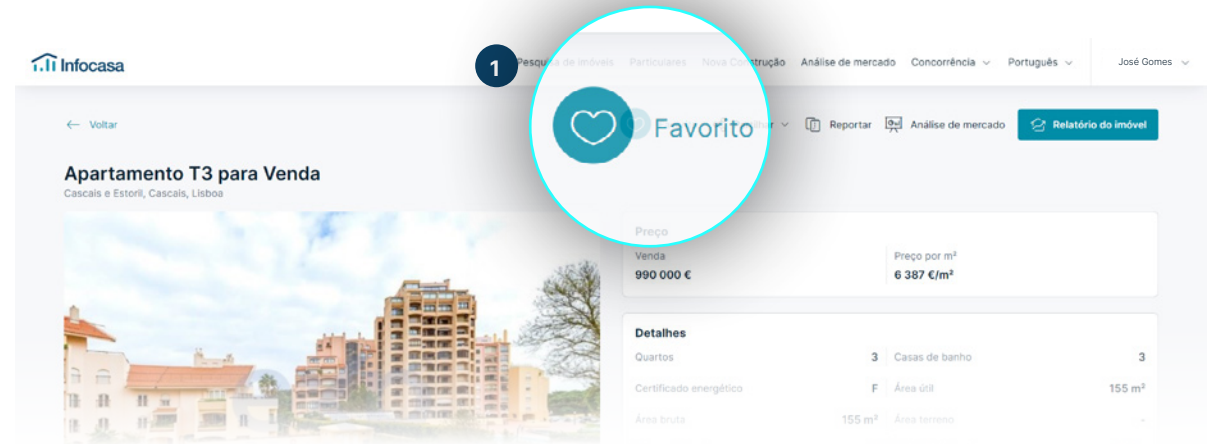 Infocasa
1
Pesquisa de imóveis Particulares Nova Construção Análise de mercado Concorrência Português José Gomes
Voltar
Favorito
Reportar Análise de mercado Relatório do imóvel
Apartamento T3 para Venda
Cascais e Estoril, Cascais, Lisboa
Preço
Venda Preço por m²
990 000 € 6 387 €/m²
Detalhes
Quartos 3 Casas de banho 3
Certificado energético F Área útil 155 m²
Área bruta 155 m² Área terreno -